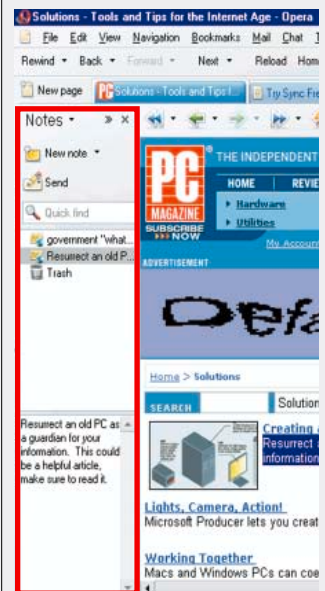 Solutions - Tools and Tips for the Internet Age - Opera
File Edit View Navigation Bookmarks Mail Chat
Rewind Back Forward Next Reload Hom
New page Solutions - Tools and Tips f... Try Sync Fre
Notes
New note
Send
Quick find
government "what...
Resurrect an old P...
Trash
Resurrect an old PC as
a guardian for your
information. This could
be a helpful article,
make sure to read it.
PC
MAGAZINE
SUBSCRIBE
NOW
THE INDEPENDENT
HOME REVIE
Hardware
Utilities
My Accoun
ADVERTISEMENT
Defa
Home > Solutions
SEARCH Solution
Creating a
Resurrect a
information
Lights, Camera, Action!
Microsoft Producer lets you creat
Working Together
Macs and Windows PCs can coe